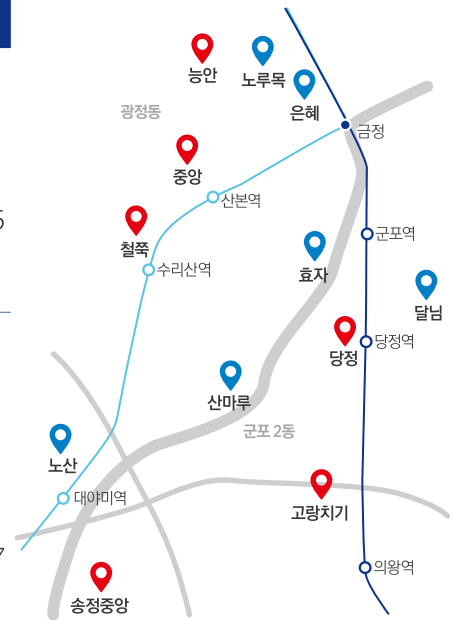 능안
노루목
은혜
광정동
금정
중앙
산본역
5
철쭉
군포역
효자
수리산역
달님
당정
당정역
산마루
군포 2동
노산
대야미역
고랑치기
의왕역
송정중앙